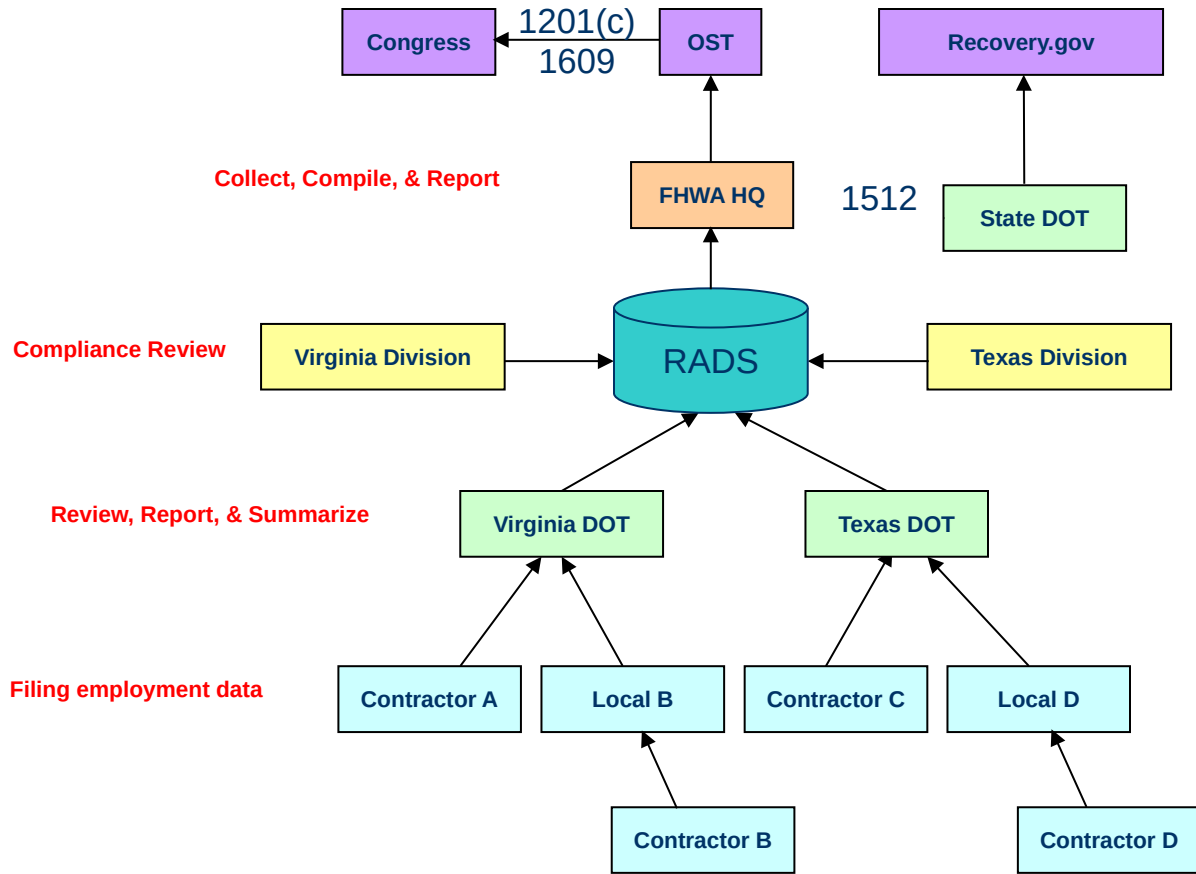 1201(c)
Congress
OST
Recovery.gov
1609
Collect, Compile, & Report
FHWA HQ
1512
State DOT
Compliance Review
Virginia Division
RADS
Texas Division
Review, Report, & Summarize
Virginia DOT
Texas DOT
Filing employment data
Contractor A
Local B
Contractor C
Local D
Contractor B
Contractor D